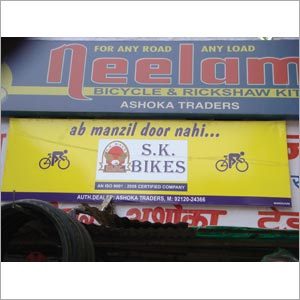 FOR ANY ROAD ANY LOAD
Neelam
BICYCLE & RICKSHAW KIT
ASHOKA TRADERS
ab manzil door nahi...
S.K.
BIKES
AN ISO 9001 : 2008 CERTIFIED COMPANY
AUTH.DEALER: ASHOKA TRADERS, M: 92120-24366
अशोका